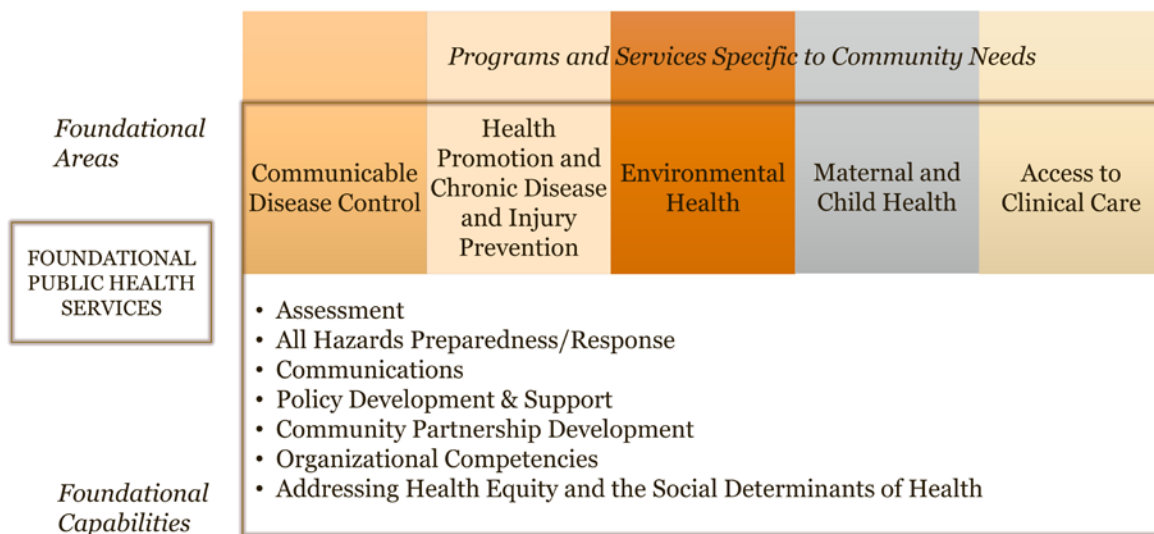 Programs and Services Specific to Community Needs
Foundational
Areas
Communicable
Disease Control
Health
Promotion and
Chronic Disease
and Injury
Prevention
Environmental
Health
Maternal and
Child Health
Access to
Clinical Care
FOUNDATIONAL
PUBLIC HEALTH
SERVICES
• Assessment
• All Hazards Preparedness/Response
• Communications
• Policy Development & Support
• Community Partnership Development
• Organizational Competencies
• Addressing Health Equity and the Social Determinants of Health
Foundational
Capabilities